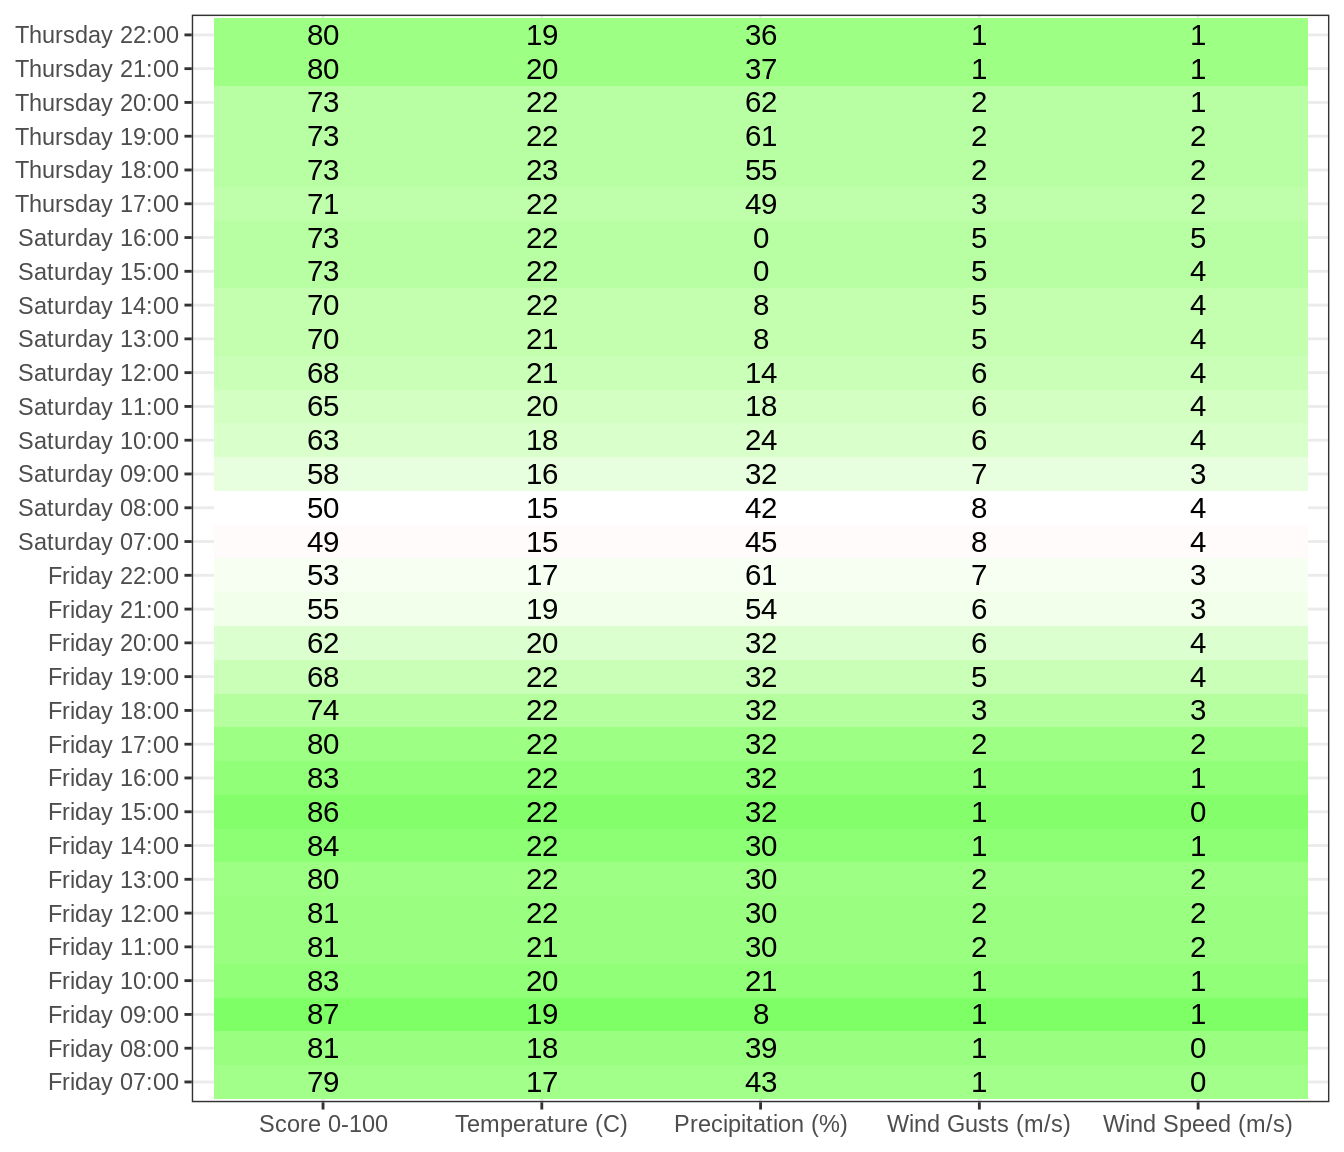 Thursday 22:00 80 19 36 1 1
Thursday 21:00 80 20 37 1 1
Thursday 20:00 73 22 62 2 1
Thursday 19:00 73 22 61 2 2
Thursday 18:00 73 23 55 2 2
Thursday 17:00 71 22 49 3 2
Saturday 16:00 73 22 0 5 5
Saturday 15:00 73 22 0 5 4
Saturday 14:00 70 22 8 5 4
Saturday 13:00 70 21 8 5 4
Saturday 12:00 68 21 14 6 4
Saturday 11:00 65 20 18 6 4
Saturday 10:00 63 18 24 6 4
Saturday 09:00 58 16 32 7 3
Saturday 08:00 50 15 42 8 4
Saturday 07:00 49 15 45 8 4
Friday 22:00 53 17 61 7 3
Friday 21:00 55 19 54 6 3
Friday 20:00 62 20 32 6 4
Friday 19:00 68 22 32 5 4
Friday 18:00 74 22 32 3 3
Friday 17:00 80 22 32 2 2
Friday 16:00 83 22 32 1 1
Friday 15:00 86 22 32 1 0
Friday 14:00 84 22 30 1 1
Friday 13:00 80 22 30 2 2
Friday 12:00 81 22 30 2 2
Friday 11:00 81 21 30 2 2
Friday 10:00 83 20 21 1 1
Friday 09:00 87 19 8 1 1
Friday 08:00 81 18 39 1 0
Friday 07:00 79 17 43 1 0
Score 0-100 Temperature (C) Precipitation (%) Wind Gusts (m/s) Wind Speed (m/s)